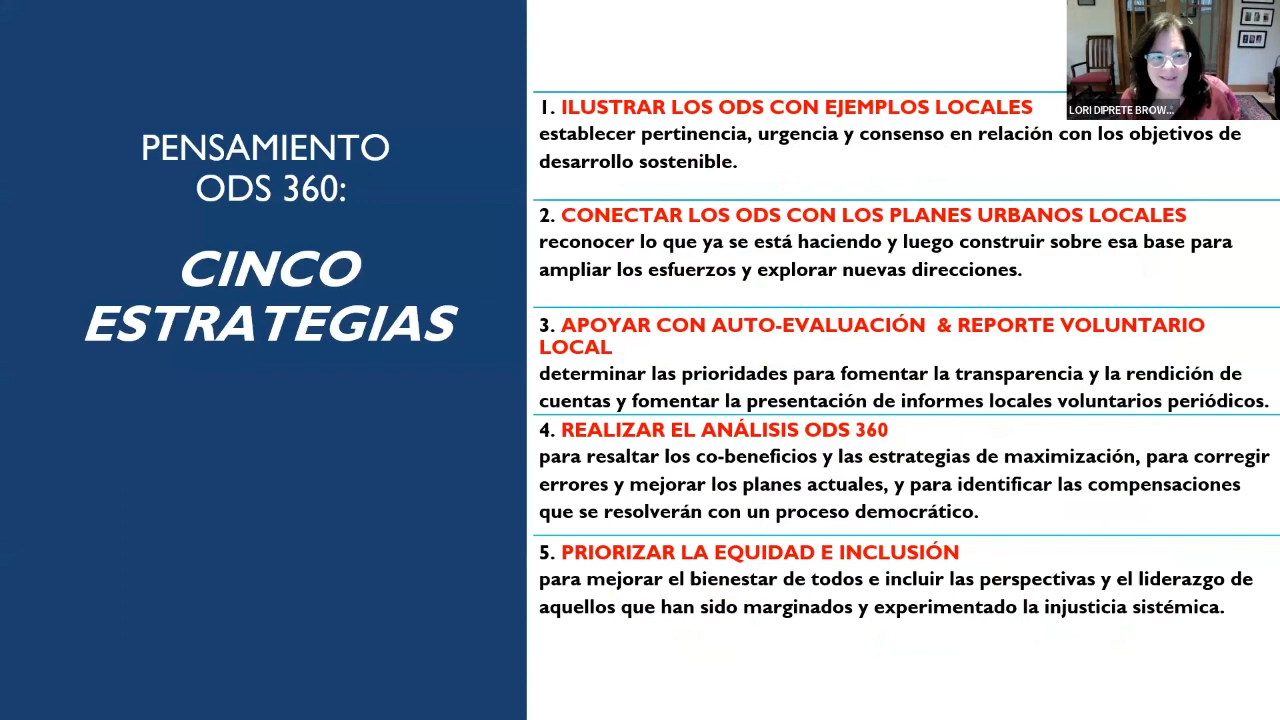 PENSAMIENTO
ODS 360:
CINCO
ESTRATEGIAS
1. ILUSTRAR LOS ODS CON EJEMPLOS LOCALES
establecer pertinencia, urgencia y consenso en relación con los objetivos de
desarrollo sostenible.
2. CONECTAR LOS ODS CON LOS PLANES URBANOS LOCALES
reconocer lo que ya se está haciendo y luego construir sobre esa base para
ampliar los esfuerzos y explorar nuevas direcciones.
3. APOYAR CON AUTO-EVALUACIÓN & REPORTE VOLUNTARIO
LOCAL
determinar las prioridades para fomentar la transparencia y la rendición de
cuentas y fomentar la presentación de informes locales voluntarios periódicos.
4. REALIZAR EL ANÁLISIS ODS 360
para resaltar los co-beneficios y las estrategias de maximización, para corregir
errores y mejorar los planes actuales, y para identificar las compensaciones
que se resolverán con un proceso democrático.
5. PRIORIZAR LA EQUIDAD E INCLUSIÓN
para mejorar el bienestar de todos e incluir las perspectivas y el liderazgo de
aquellos que han sido marginados y experimentado la injusticia sistémica.
LORI DIPRETE BROW...